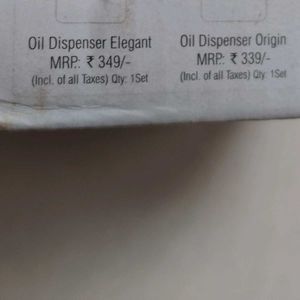 Oil Dispenser Elegant
MRP.: ₹ 349/-
(Incl. of all Taxes) Qty: 1Set
Oil Dispenser Origin
MRP.: ₹ 339/-
(Incl. of all Taxes) Qty: 1Set